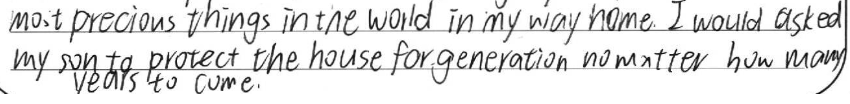 most precious things in the world in my way home. I would asked
my son to protect the house for generation no matter how many
years to come.